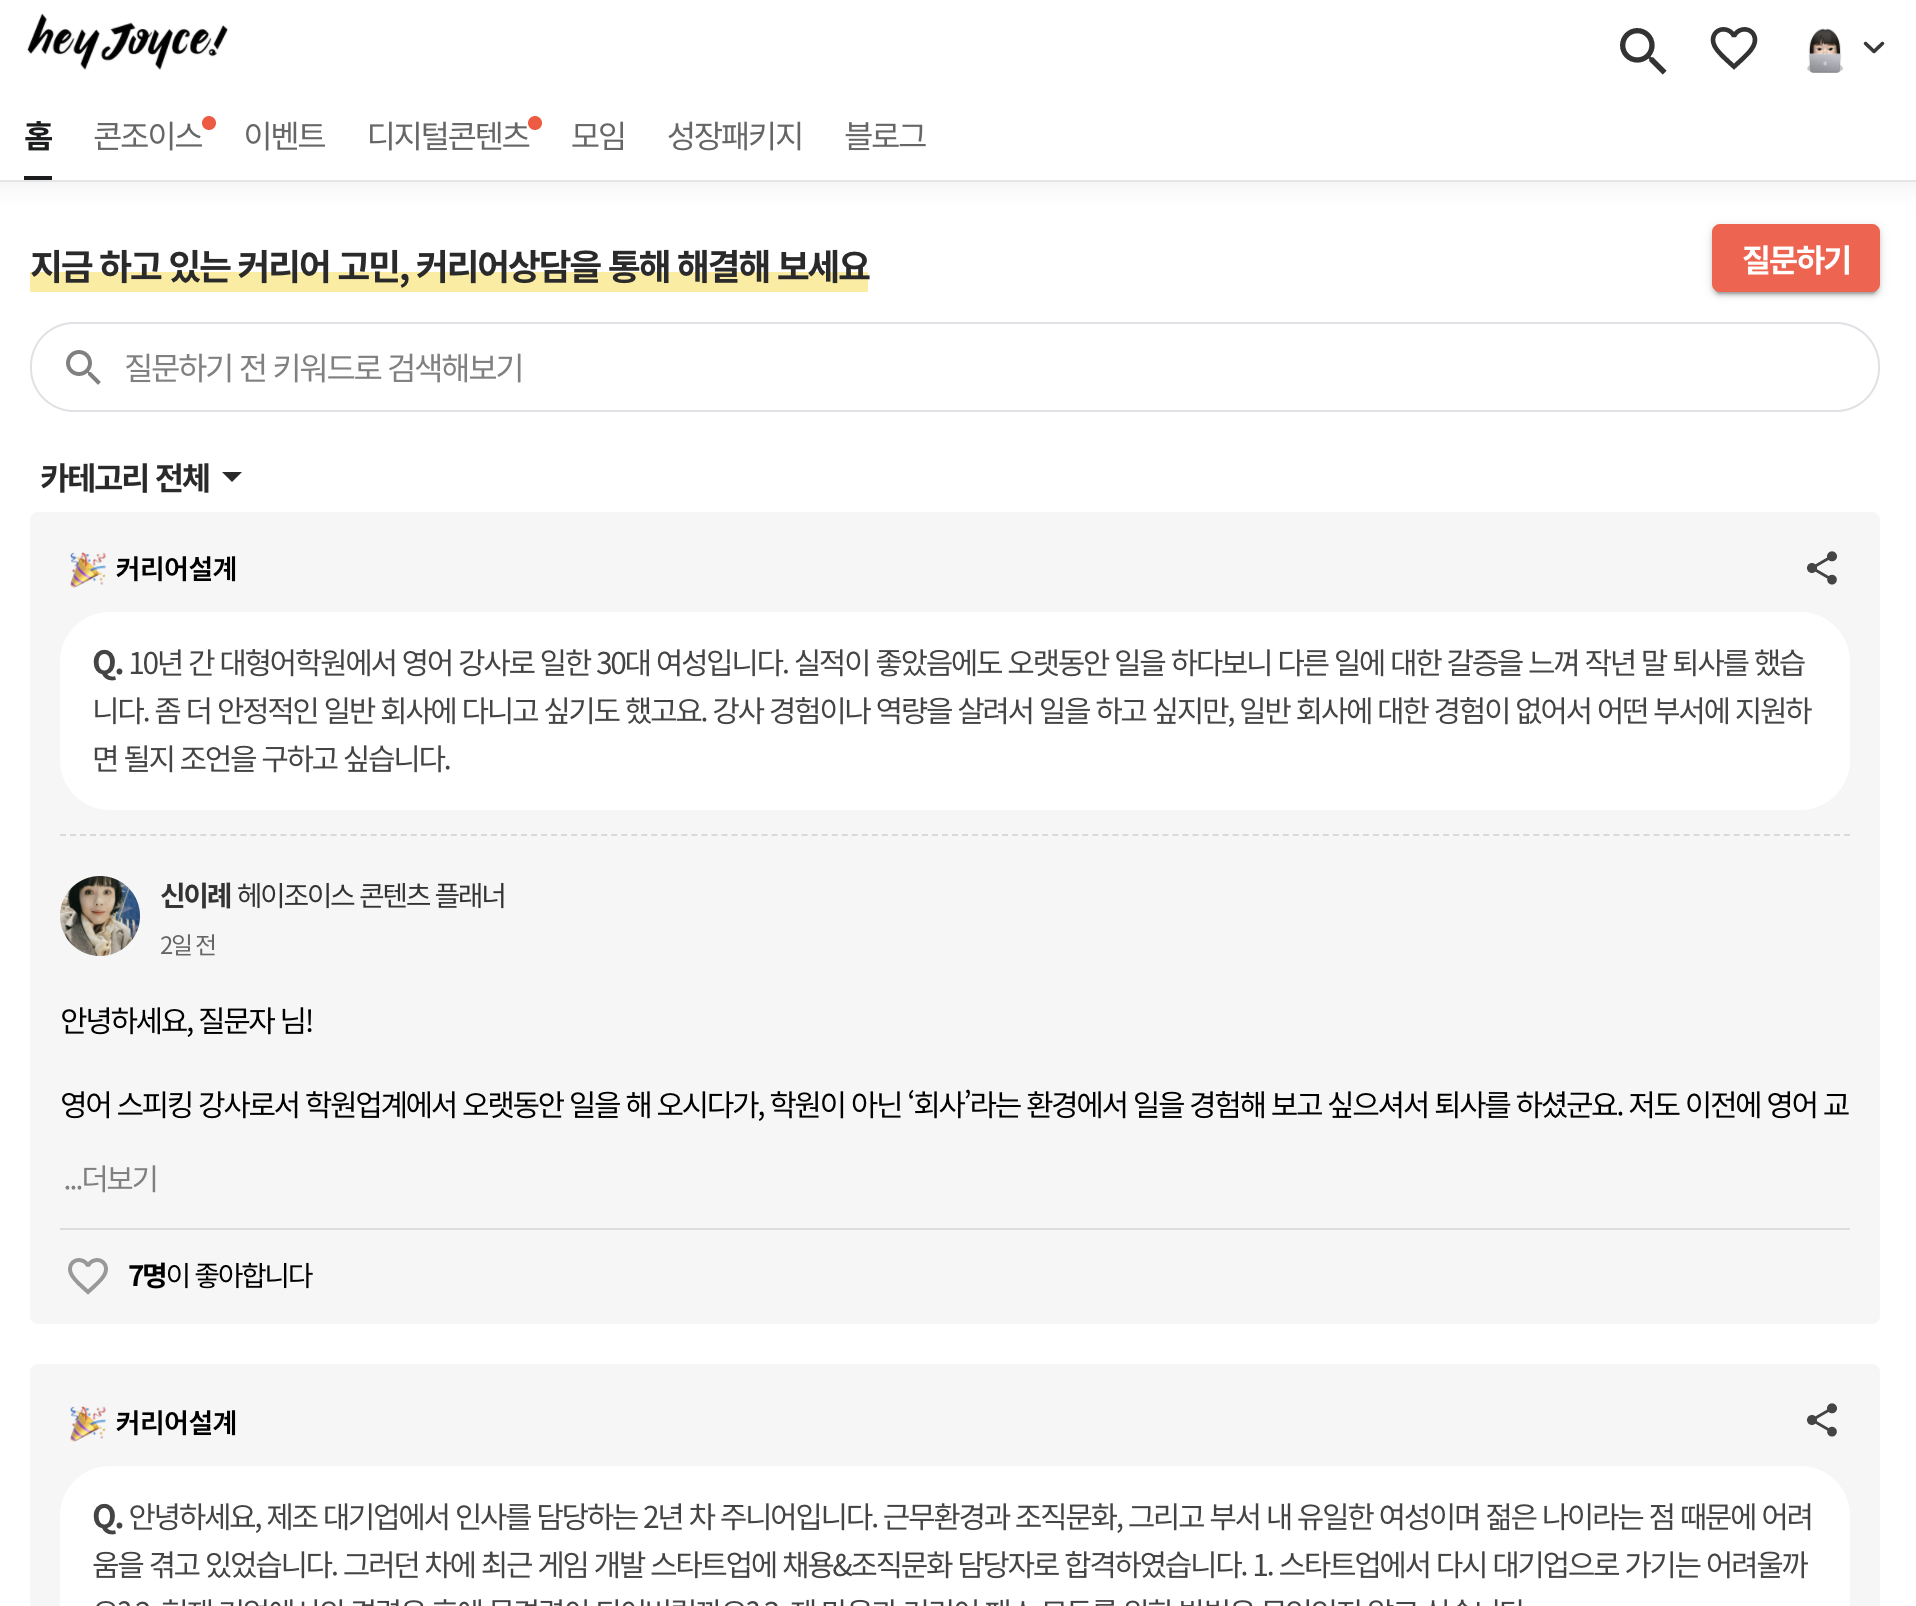 hey Joyce!
홈 콘조이스 이벤트 디지털콘텐츠 모임 성장패키지 블로그
지금 하고 있는 커리어 고민, 커리어상담을 통해 해결해 보세요
질문하기
질문하기 전 키워드로 검색해보기
카테고리 전체
커리어설계
Q. 10년 간 대형어학원에서 영어 강사로 일한 30대 여성입니다. 실적이 좋았음에도 오랫동안 일을 하다보니 다른 일에 대한 갈증을 느껴 작년 말 퇴사를 했습
니다. 좀 더 안정적인 일반 회사에 다니고 싶기도 했고요. 강사 경험이나 역량을 살려서 일을 하고 싶지만, 일반 회사에 대한 경험이 없어서 어떤 부서에 지원하
면 될지 조언을 구하고 싶습니다.
신이례 헤이조이스 콘텐츠 플래너
2일 전
안녕하세요, 질문자 님!
영어 스피킹 강사로서 학원업계에서 오랫동안 일을 해 오시다가, 학원이 아닌 ‘회사’라는 환경에서 일을 경험해 보고 싶으셔서 퇴사를 하셨군요. 저도 이전에 영어 교
...더보기
7명이 좋아합니다
커리어설계
Q. 안녕하세요, 제조 대기업에서 인사를 담당하는 2년 차 주니어입니다. 근무환경과 조직문화, 그리고 부서 내 유일한 여성이며 젊은 나이라는 점 때문에 어려
움을 겪고 있었습니다. 그러던 차에 최근 게임 개발 스타트업에 채용&조직문화 담당자로 합격하였습니다. 1. 스타트업에서 다시 대기업으로 가기는 어려울까